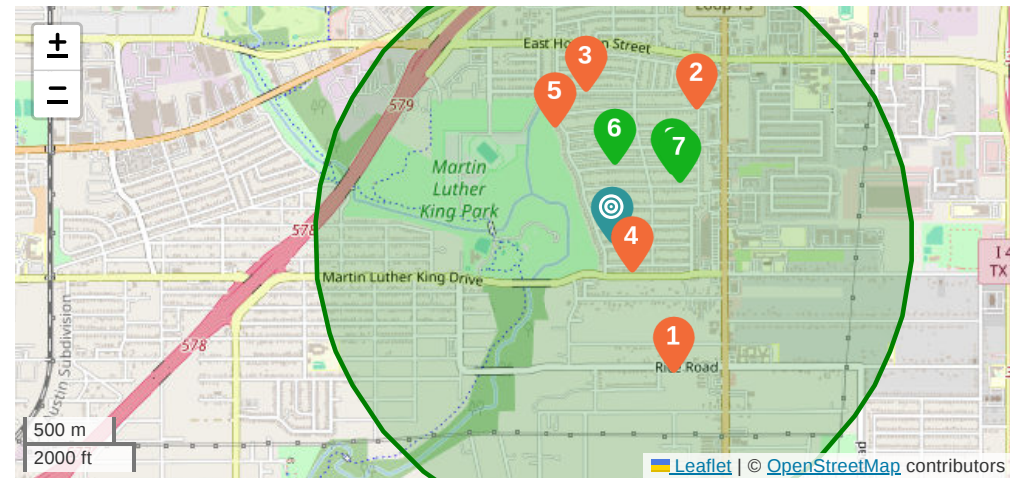 +
−
Loop 13
East Houston Street
3
2
5
579
6
7
Martin
Luther
King Park
4
578
I 4
TX
Martin Luther King Drive
Austin Subdivision
1
578
Road
500 m
2000 ft
Leaflet | © OpenStreetMap contributors